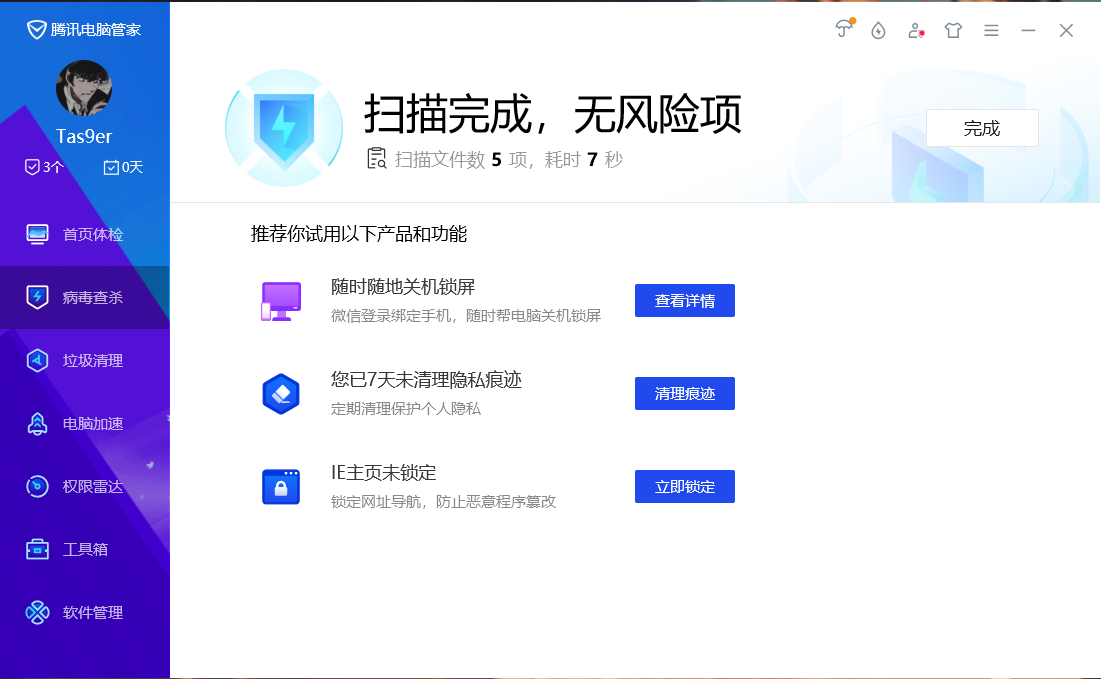 腾讯电脑管家
Tas9er
3个
0天
首页体检
病毒查杀
垃圾清理
电脑加速
权限雷达
工具箱
软件管理
扫描完成，无风险项
扫描文件数 5 项，耗时 7 秒
完成
推荐你试用以下产品和功能
随时随地关机锁屏
微信登录绑定手机，随时帮电脑关机锁屏
查看详情
您已7天未清理隐私痕迹
定期清理保护个人隐私
清理痕迹
IE主页未锁定
锁定网址导航，防止恶意程序篡改
立即锁定